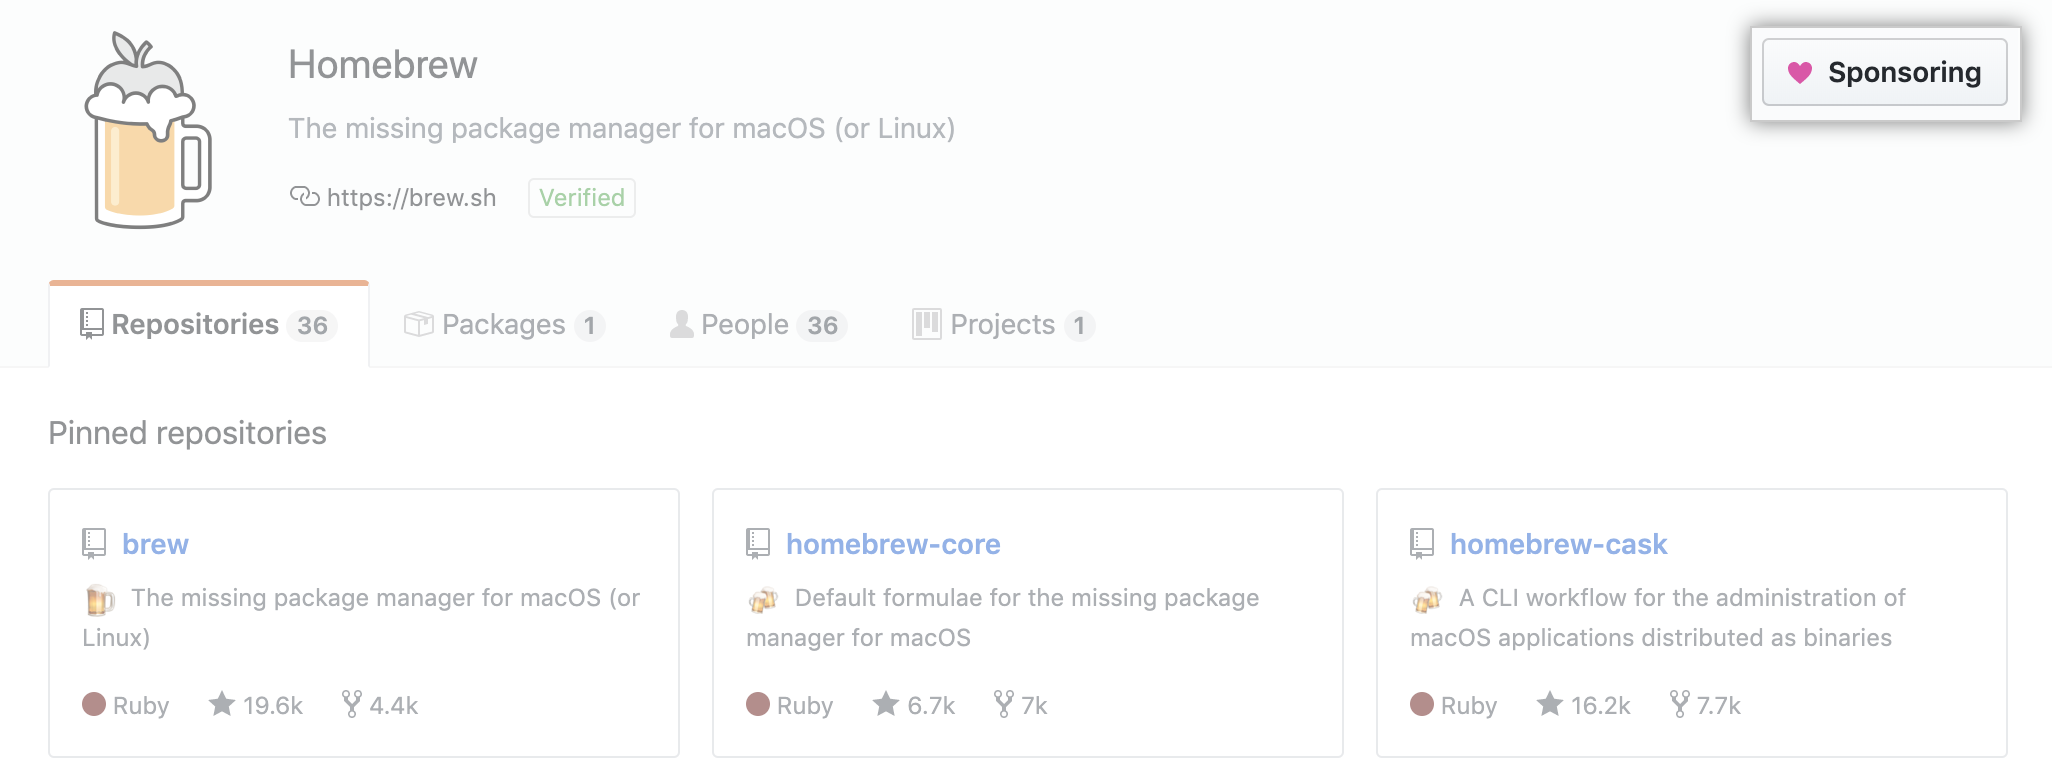 Homebrew
Sponsoring
The missing package manager for macOS (or Linux)
https://brew.sh Verified
Repositories 36 Packages 1 People 36 Projects 1
Pinned repositories
brew
The missing package manager for macOS (or
Linux)
Ruby 19.6k 4.4k
homebrew-core
Default formulae for the missing package
manager for macOS
Ruby 6.7k 7k
homebrew-cask
A CLI workflow for the administration of
macOS applications distributed as binaries
Ruby 16.2k 7.7k